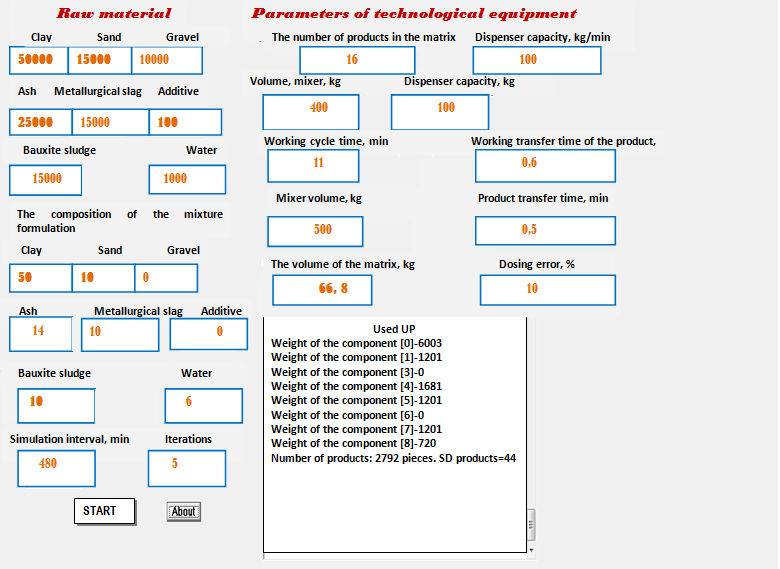 Raw material
Clay Sand Gravel
50000 15000 10000
Ash Metallurgical slag Additive
25000 15000 100
Bauxite sludge Water
15000 1000
The composition of the mixture
formulation
Clay Sand Gravel
50 10 0
Ash Metallurgical slag Additive
14 10 0
Bauxite sludge Water
10 6
Simulation interval, min Iterations
480 5
START About
Parameters of technological equipment
The number of products in the matrix Dispenser capacity, kg/min
16 100
Volume, mixer, kg Dispenser capacity, kg
400 100
Working cycle time, min Working transfer time of the product,
11 0,6
Mixer volume, kg Product transfer time, min
500 0,5
The volume of the matrix, kg Dosing error, %
66, 8 10
Used UP
Weight of the component [0]-6003
Weight of the component [1]-1201
Weight of the component [3]-0
Weight of the component [4]-1681
Weight of the component [5]-1201
Weight of the component [6]-0
Weight of the component [7]-1201
Weight of the component [8]-720
Number of products: 2792 pieces. SD products=44